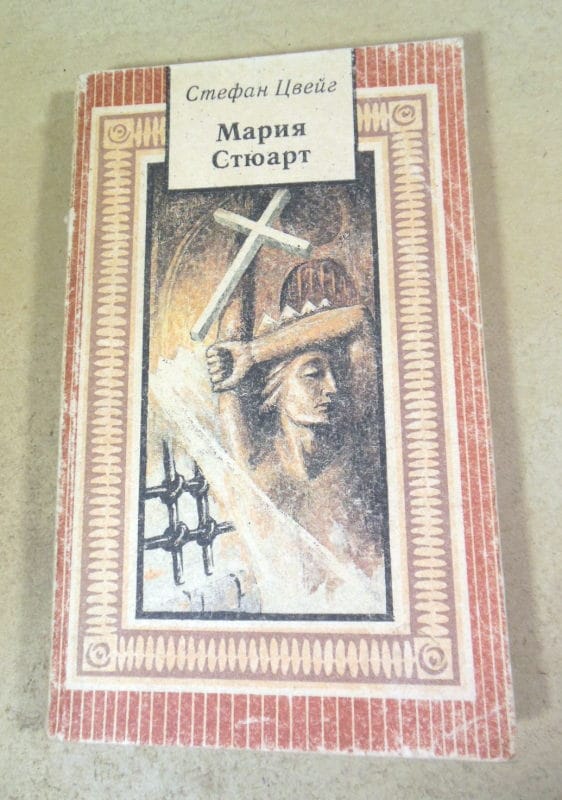 Стефан Цвейг
Мария
Стюарт